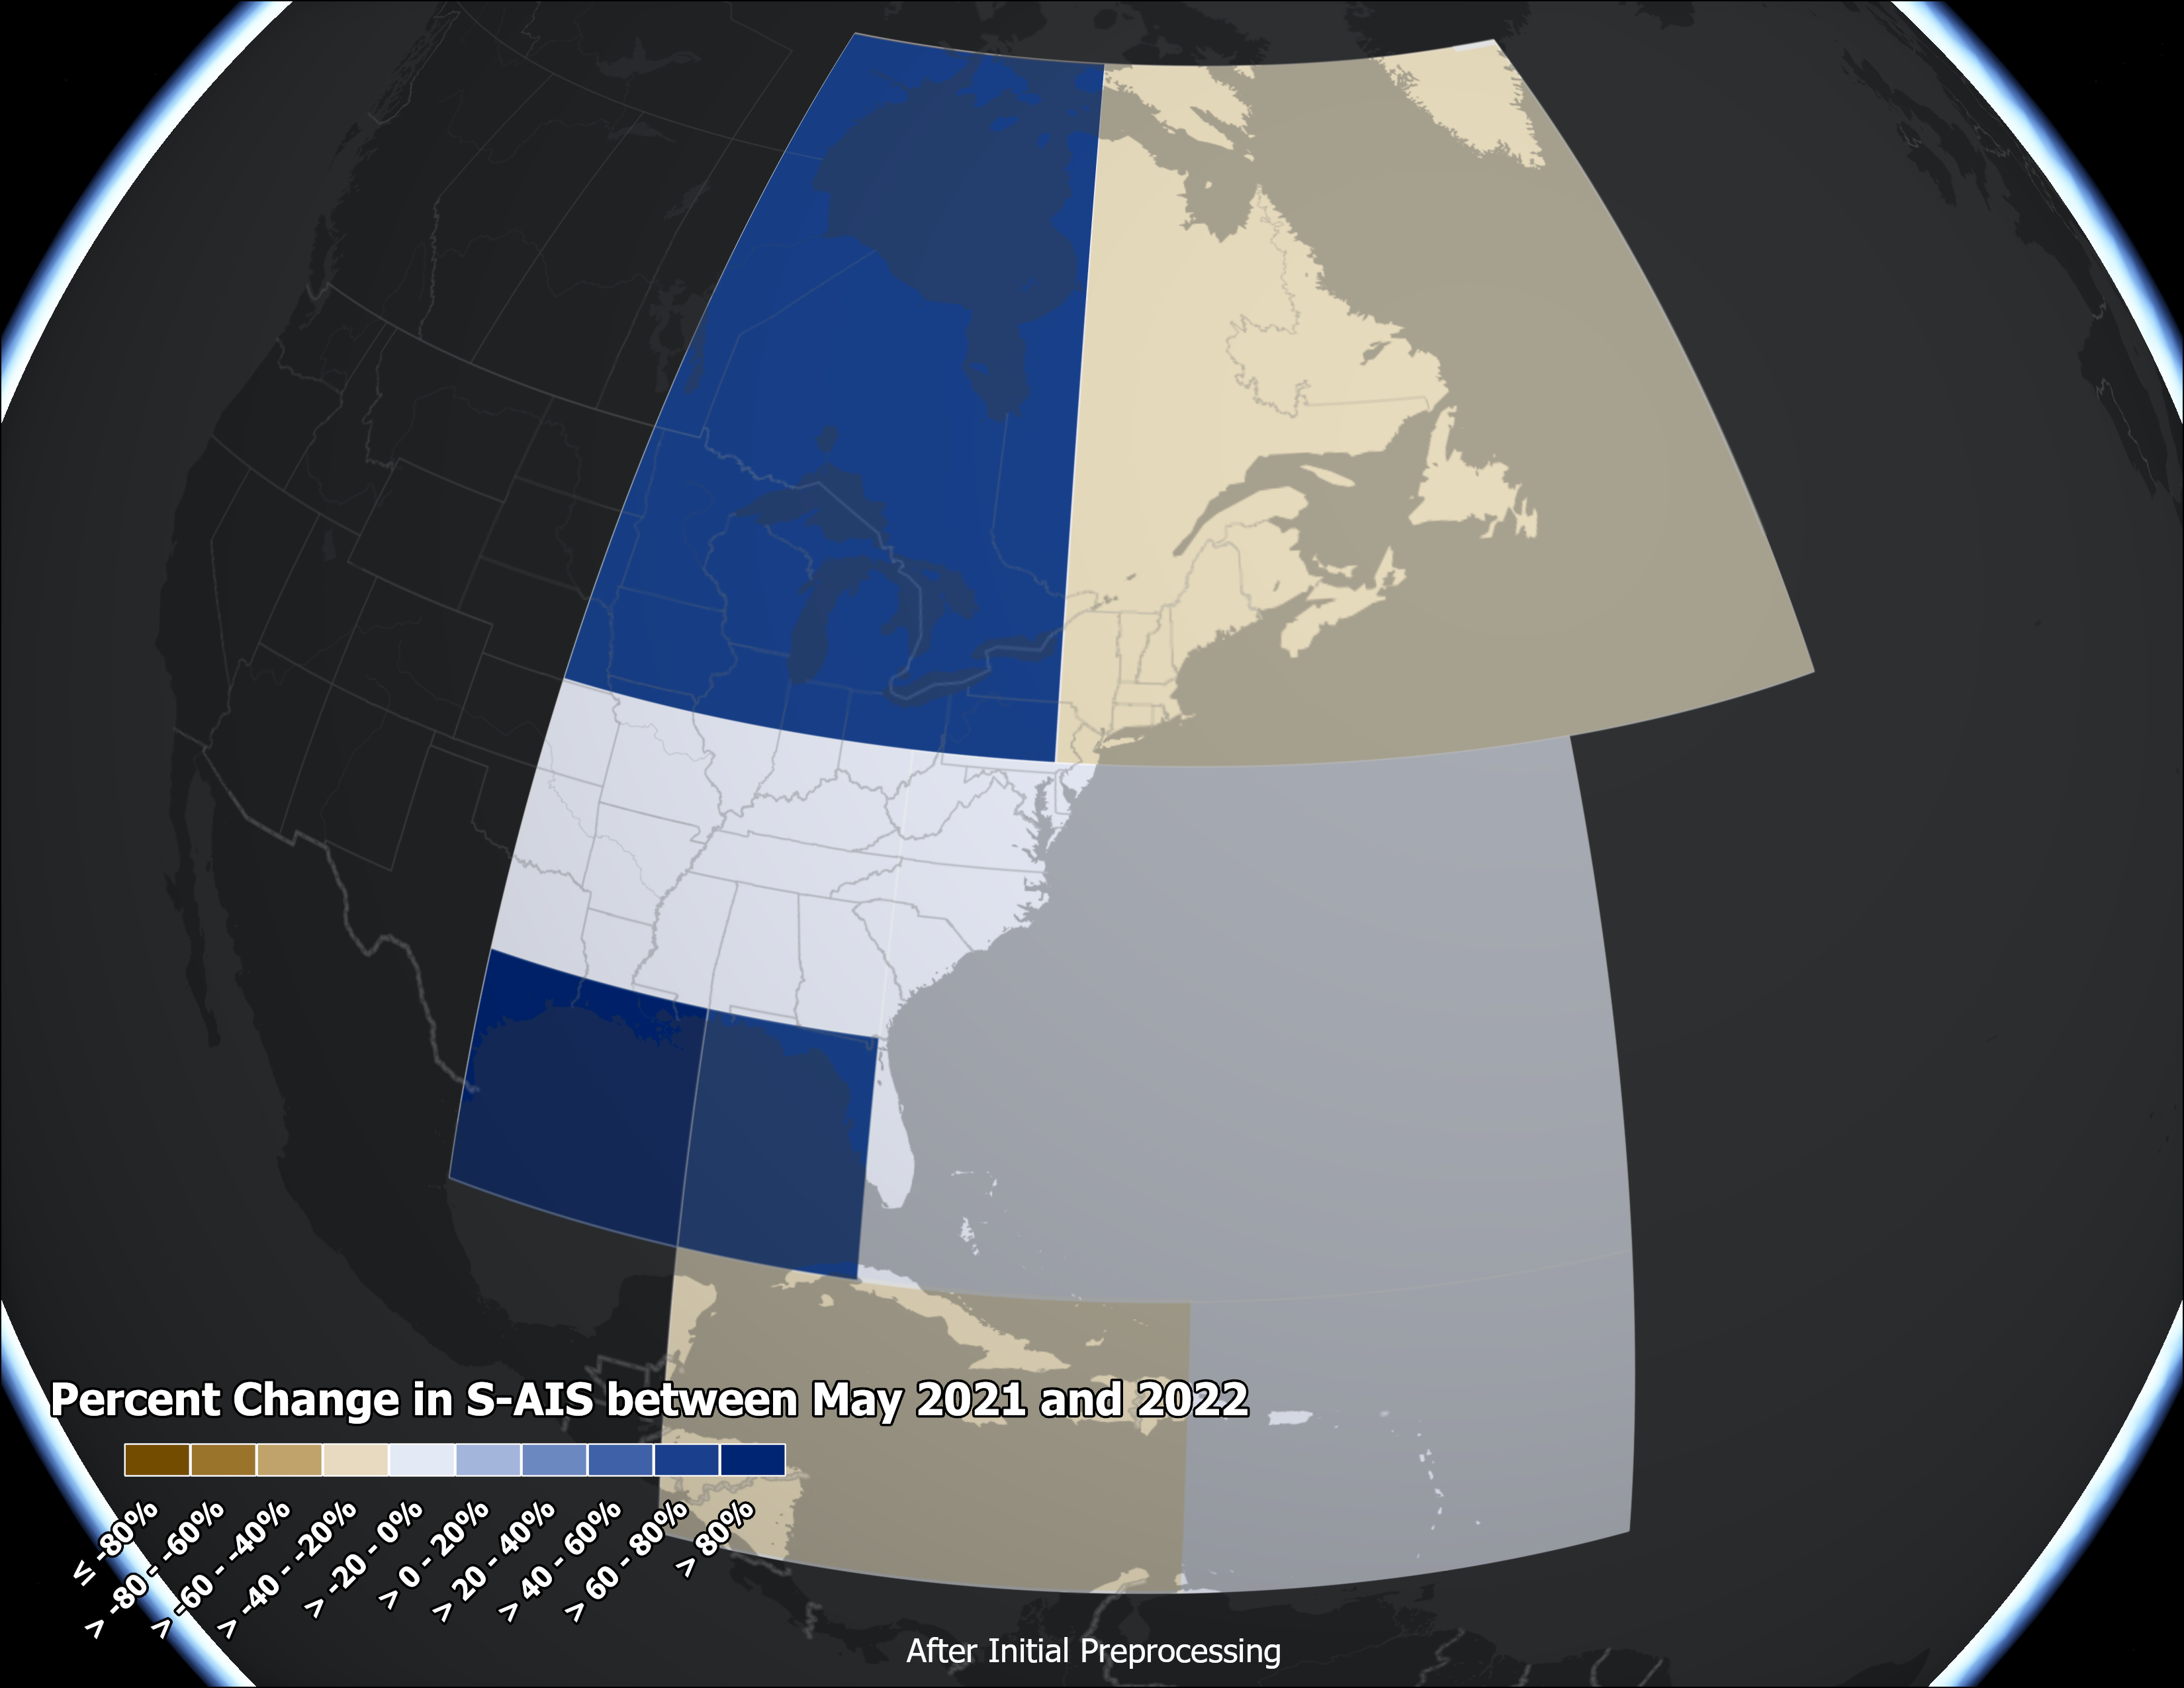 Percent Change in S-AIS between May 2021 and 2022
≤ -80%
> -80 - -60%
> -60 - -40%
> -40 - -20%
> -20 - 0%
> 0 - 20%
> 20 - 40%
> 40 - 60%
> 60 - 80%
> 80%
After Initial Preprocessing